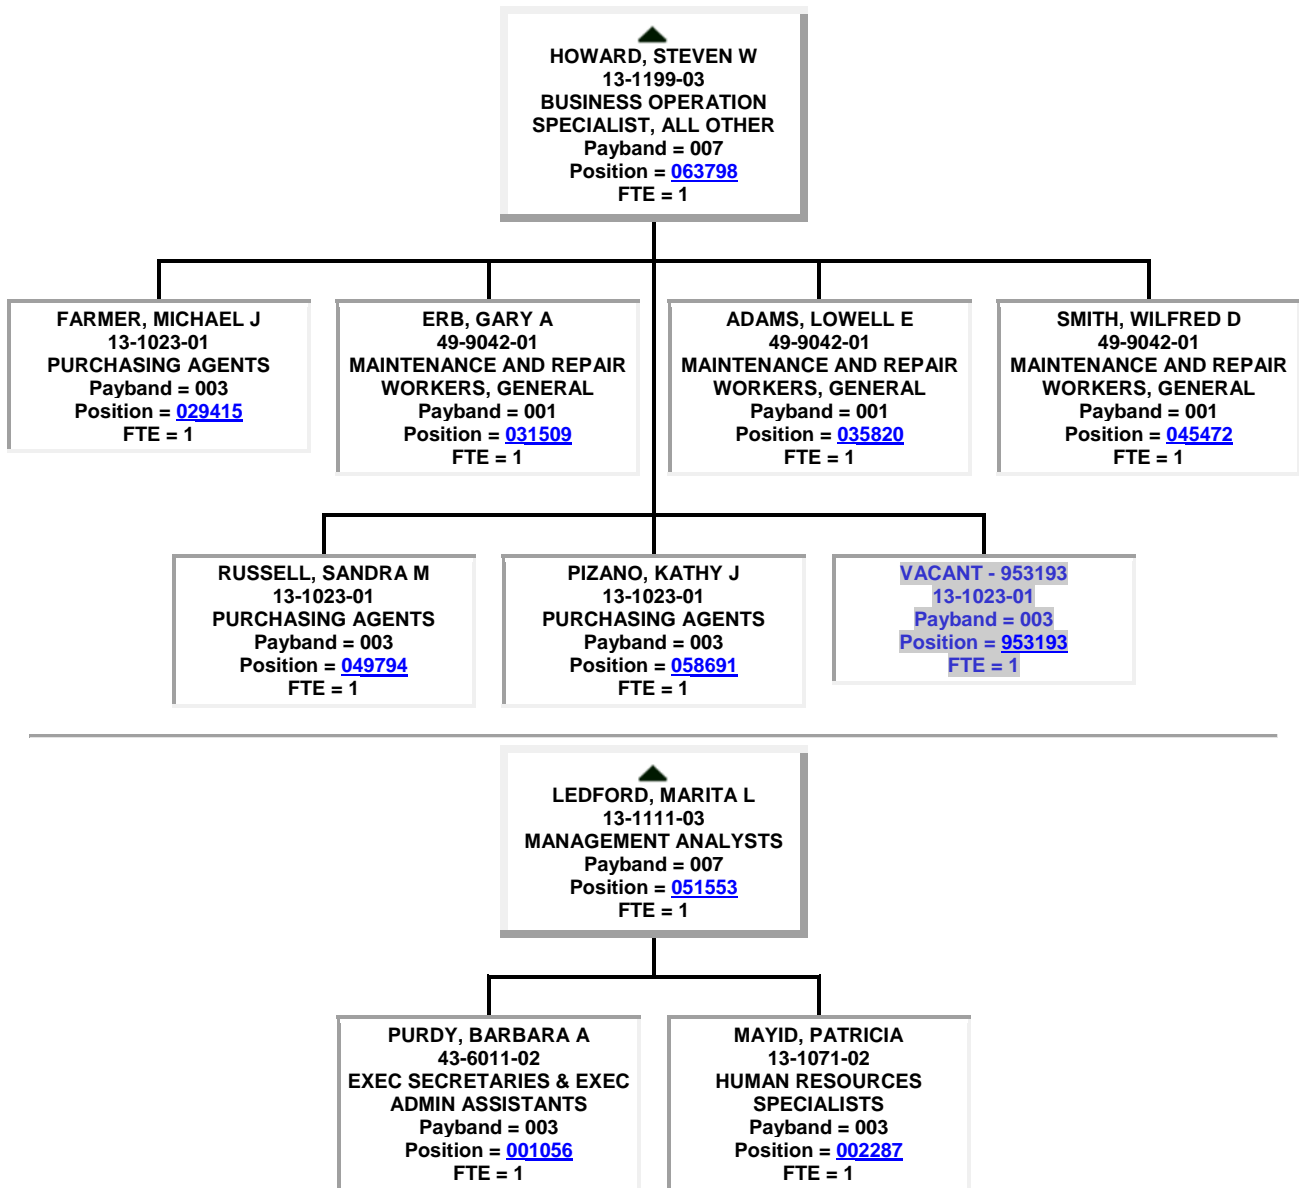 HOWARD, STEVEN W
13-1199-03
BUSINESS OPERATION
SPECIALIST, ALL OTHER
Payband = 007
Position = 063798
FTE = 1
FARMER, MICHAEL J
13-1023-01
PURCHASING AGENTS
Payband = 003
Position = 029415
FTE = 1
ERB, GARY A
49-9042-01
MAINTENANCE AND REPAIR
WORKERS, GENERAL
Payband = 001
Position = 031509
FTE = 1
ADAMS, LOWELL E
49-9042-01
MAINTENANCE AND REPAIR
WORKERS, GENERAL
Payband = 001
Position = 035820
FTE = 1
SMITH, WILFRED D
49-9042-01
MAINTENANCE AND REPAIR
WORKERS, GENERAL
Payband = 001
Position = 045472
FTE = 1
RUSSELL, SANDRA M
13-1023-01
PURCHASING AGENTS
Payband = 003
Position = 049794
FTE = 1
PIZANO, KATHY J
13-1023-01
PURCHASING AGENTS
Payband = 003
Position = 058691
FTE = 1
VACANT - 953193
13-1023-01
Payband = 003
Position = 953193
FTE = 1
LEDFORD, MARITA L
13-1111-03
MANAGEMENT ANALYSTS
Payband = 007
Position = 051553
FTE = 1
PURDY, BARBARA A
43-6011-02
EXEC SECRETARIES & EXEC
ADMIN ASSISTANTS
Payband = 003
Position = 001056
FTE = 1
MAYID, PATRICIA
13-1071-02
HUMAN RESOURCES
SPECIALISTS
Payband = 003
Position = 002287
FTE = 1